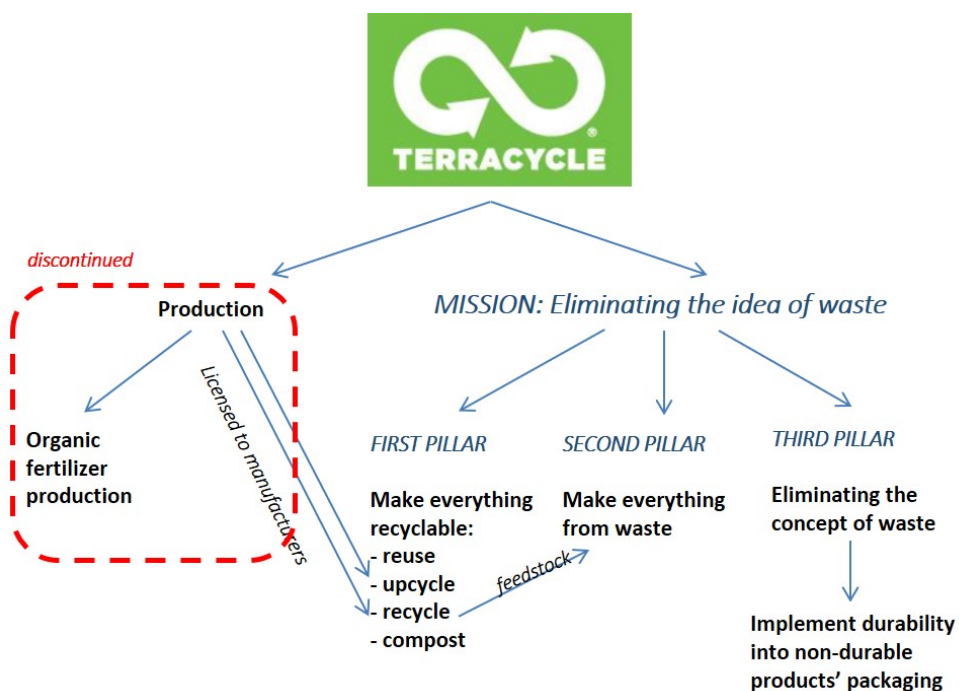 TERRACYCLE
®
discontinued
Production
MISSION: Eliminating the idea of waste
Licensed to manufacturers
Organic
fertilizer
production
FIRST PILLAR
Make everything
recyclable:
- reuse
- upcycle
- recycle
- compost
feedstock
SECOND PILLAR
Make everything
from waste
THIRD PILLAR
Eliminating the
concept of waste
Implement durability
into non-durable
products' packaging